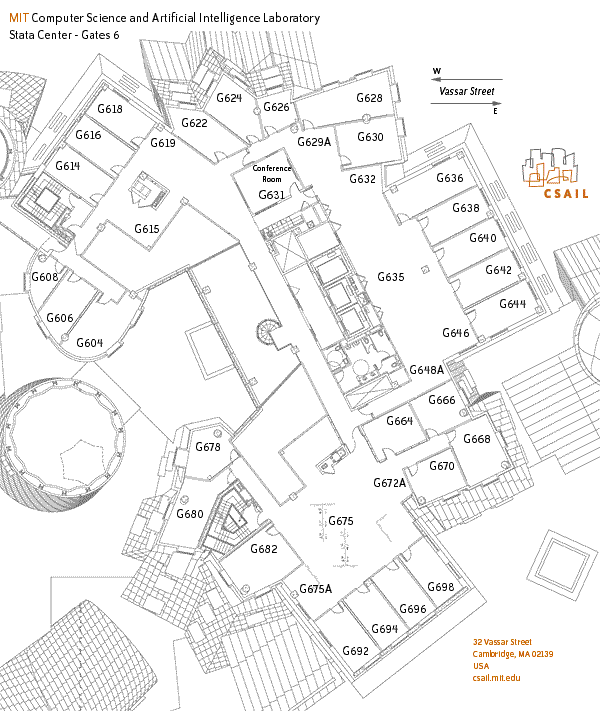 MIT Computer Science and Artificial Intelligence Laboratory
Stata Center - Gates 6
W
Vassar Street
E
CSAIL
G618
G624
G626
G628
G622
G616
G619
G629A
G630
G614
Conference
Room
G631
G632
G636
G638
G615
G640
G608
G635
G642
G606
G644
G604
G646
G648A
G666
G664
G678
G668
G670
G672A
G680
G675
G682
G675A
G698
G696
G694
G692
32 Vassar Street
Cambridge, MA 02139
USA
csail.mit.edu